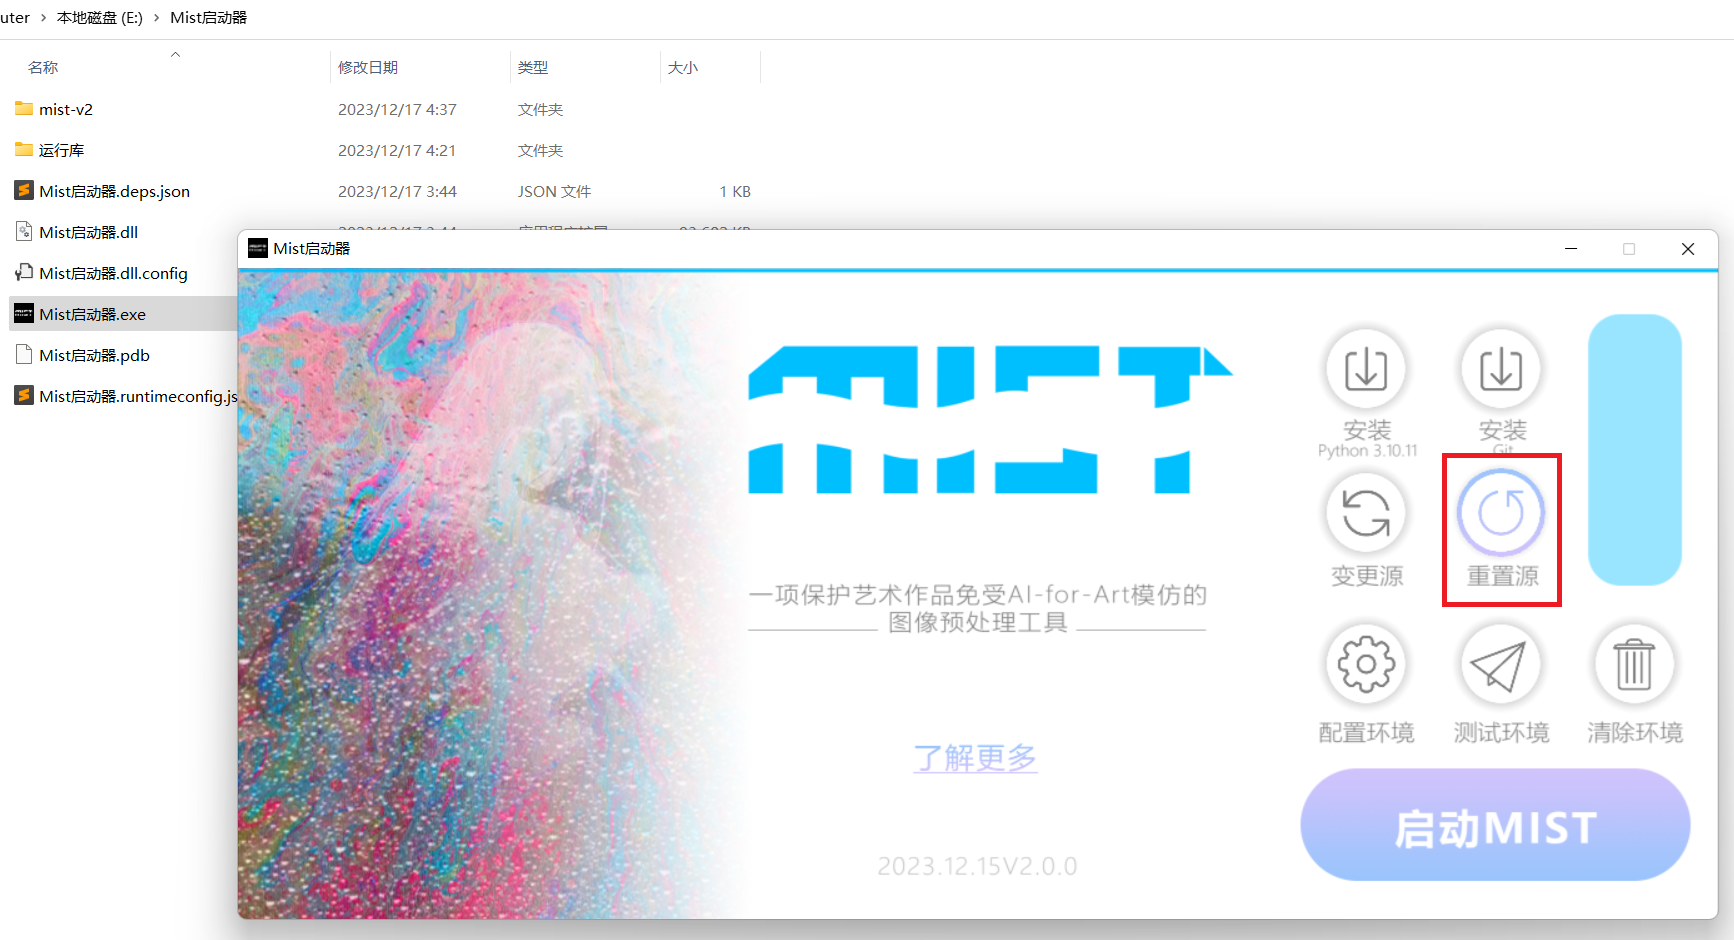 uter › 本地磁盘 (E:) › Mist启动器
名称 修改日期 类型 大小
mist-v2 2023/12/17 4:37 文件夹
运行库 2023/12/17 4:21 文件夹
Mist启动器.deps.json 2023/12/17 3:44 JSON 文件 1 KB
Mist启动器.dll
Mist启动器.dll.config
Mist启动器.exe
Mist启动器.pdb
Mist启动器.runtimeconfig.js
Mist启动器
MIST
一项保护艺术作品免受AI-for-Art模仿的
图像预处理工具
了解更多
2023.12.15V2.0.0
安装
Python 3.10.11
安装
Git
变更源
重置源
配置环境
测试环境
清除环境
启动MIST